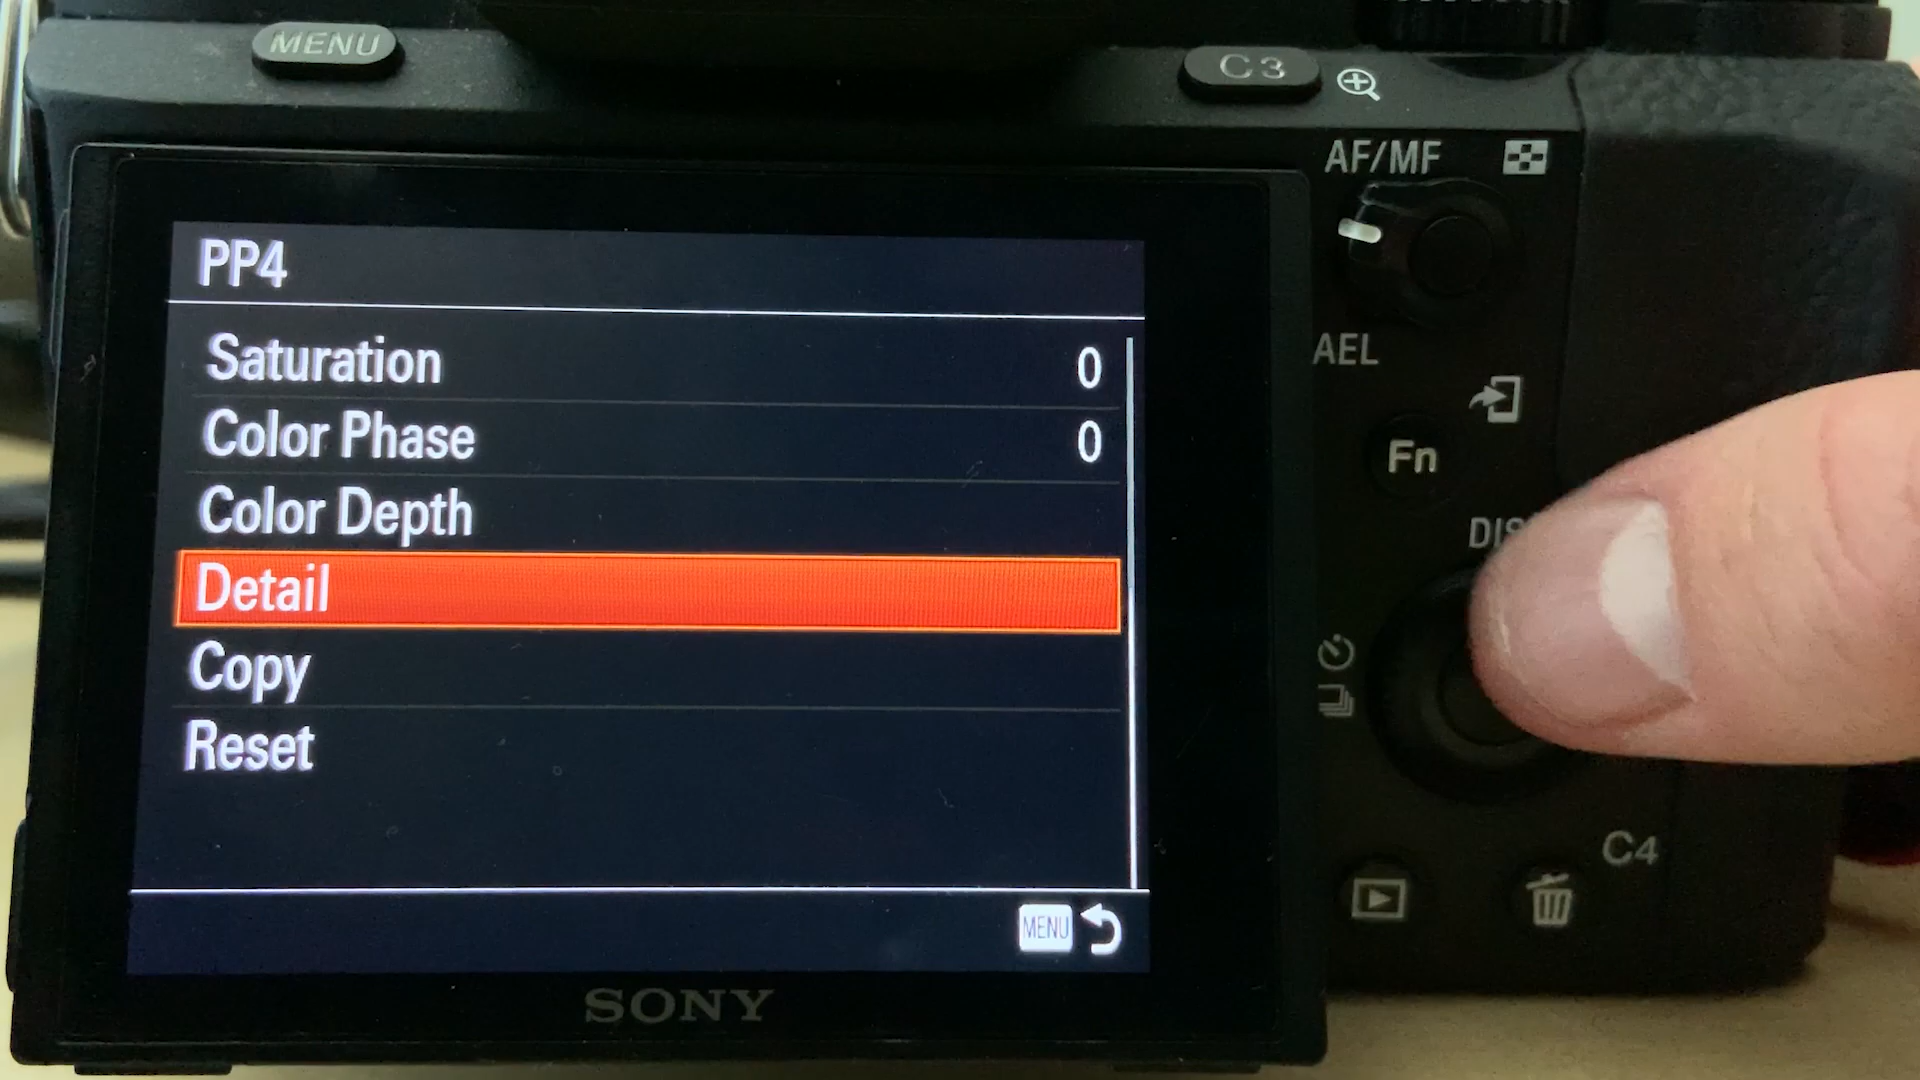 MENU
C3
AF/MF
PP4
Saturation 0
AEL
Color Phase 0
Fn
Color Depth
Detail
Copy
Reset
C4
MENU
SONY